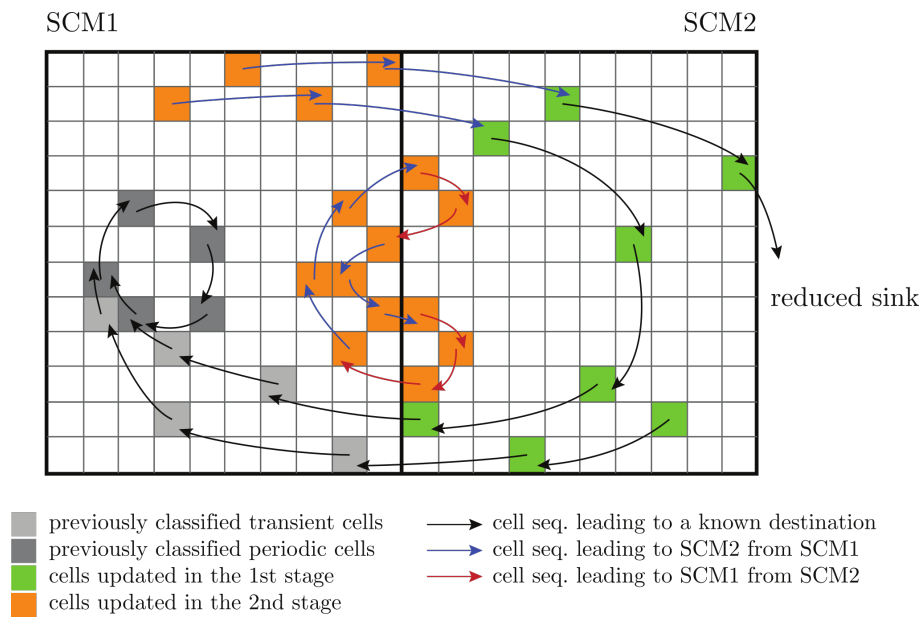 SCM1
SCM2
reduced sink
previously classified transient cells
previously classified periodic cells
cells updated in the 1st stage
cells updated in the 2nd stage
cell seq. leading to a known destination
cell seq. leading to SCM2 from SCM1
cell seq. leading to SCM1 from SCM2